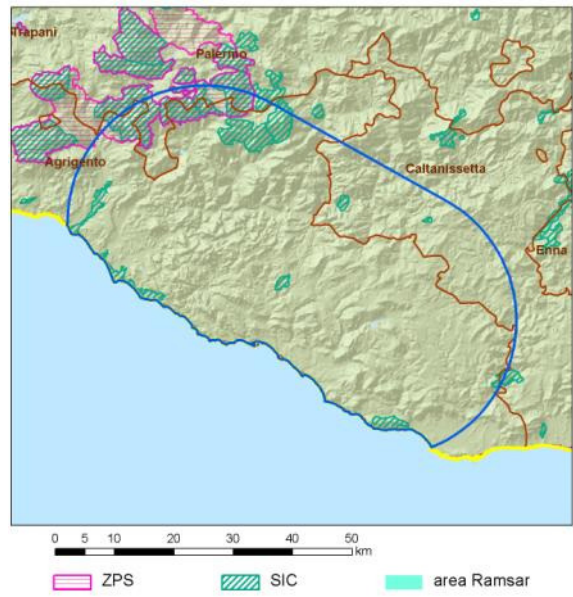 Trapani
Palermo
Agrigento
Caltanissetta
Enna
0 5 10 20 30 40 50
km
ZPS SIC area Ramsar